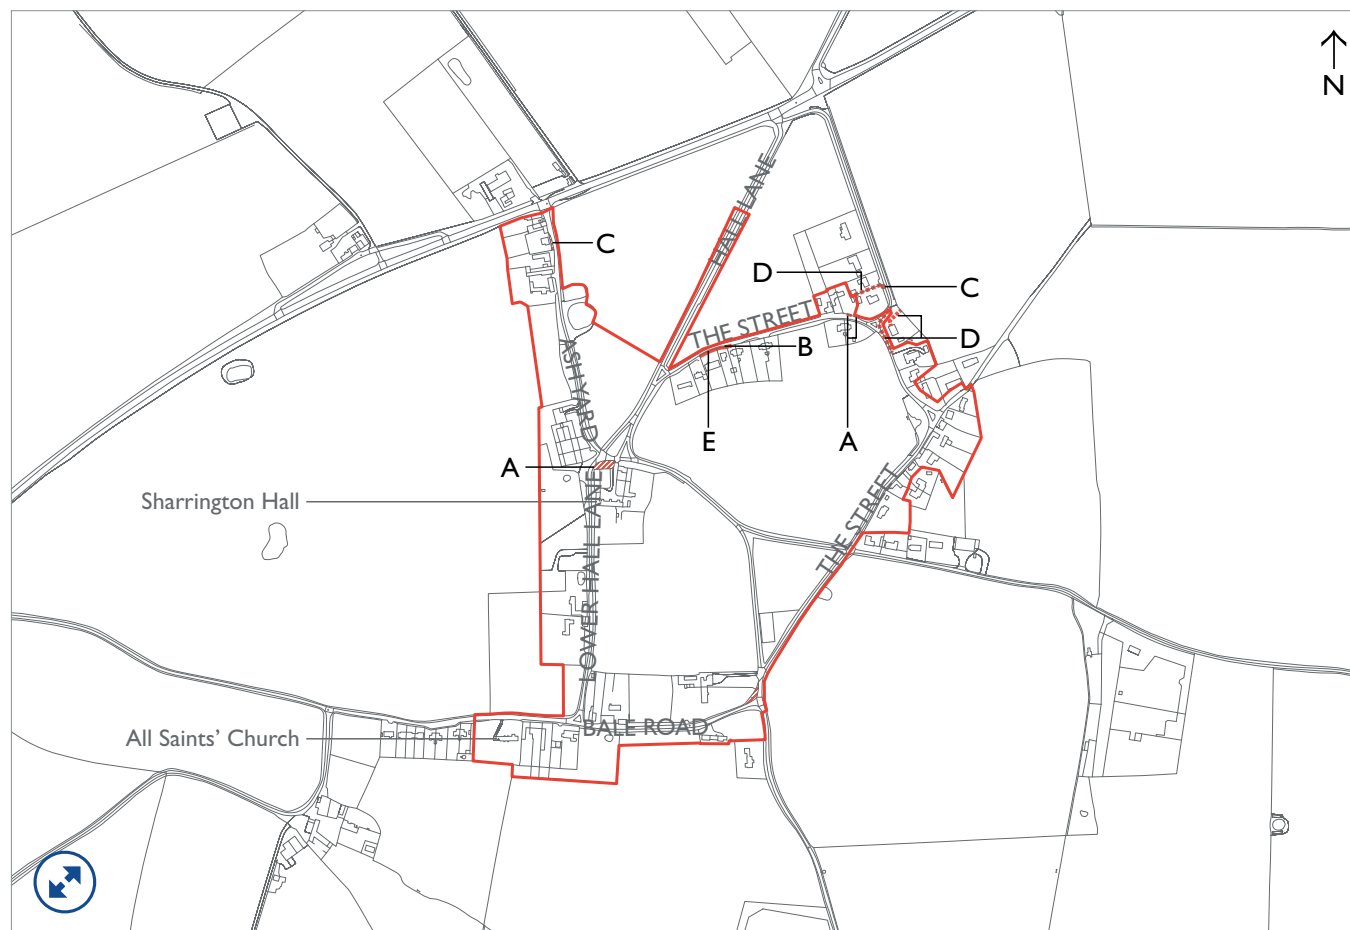 N
HALL LANE
C
D
C
THE STREET
B
D
ASHYARD
E
A
A
Sharrington Hall
LOWER HALL LANE
THE STREET
BALE ROAD
All Saints’ Church